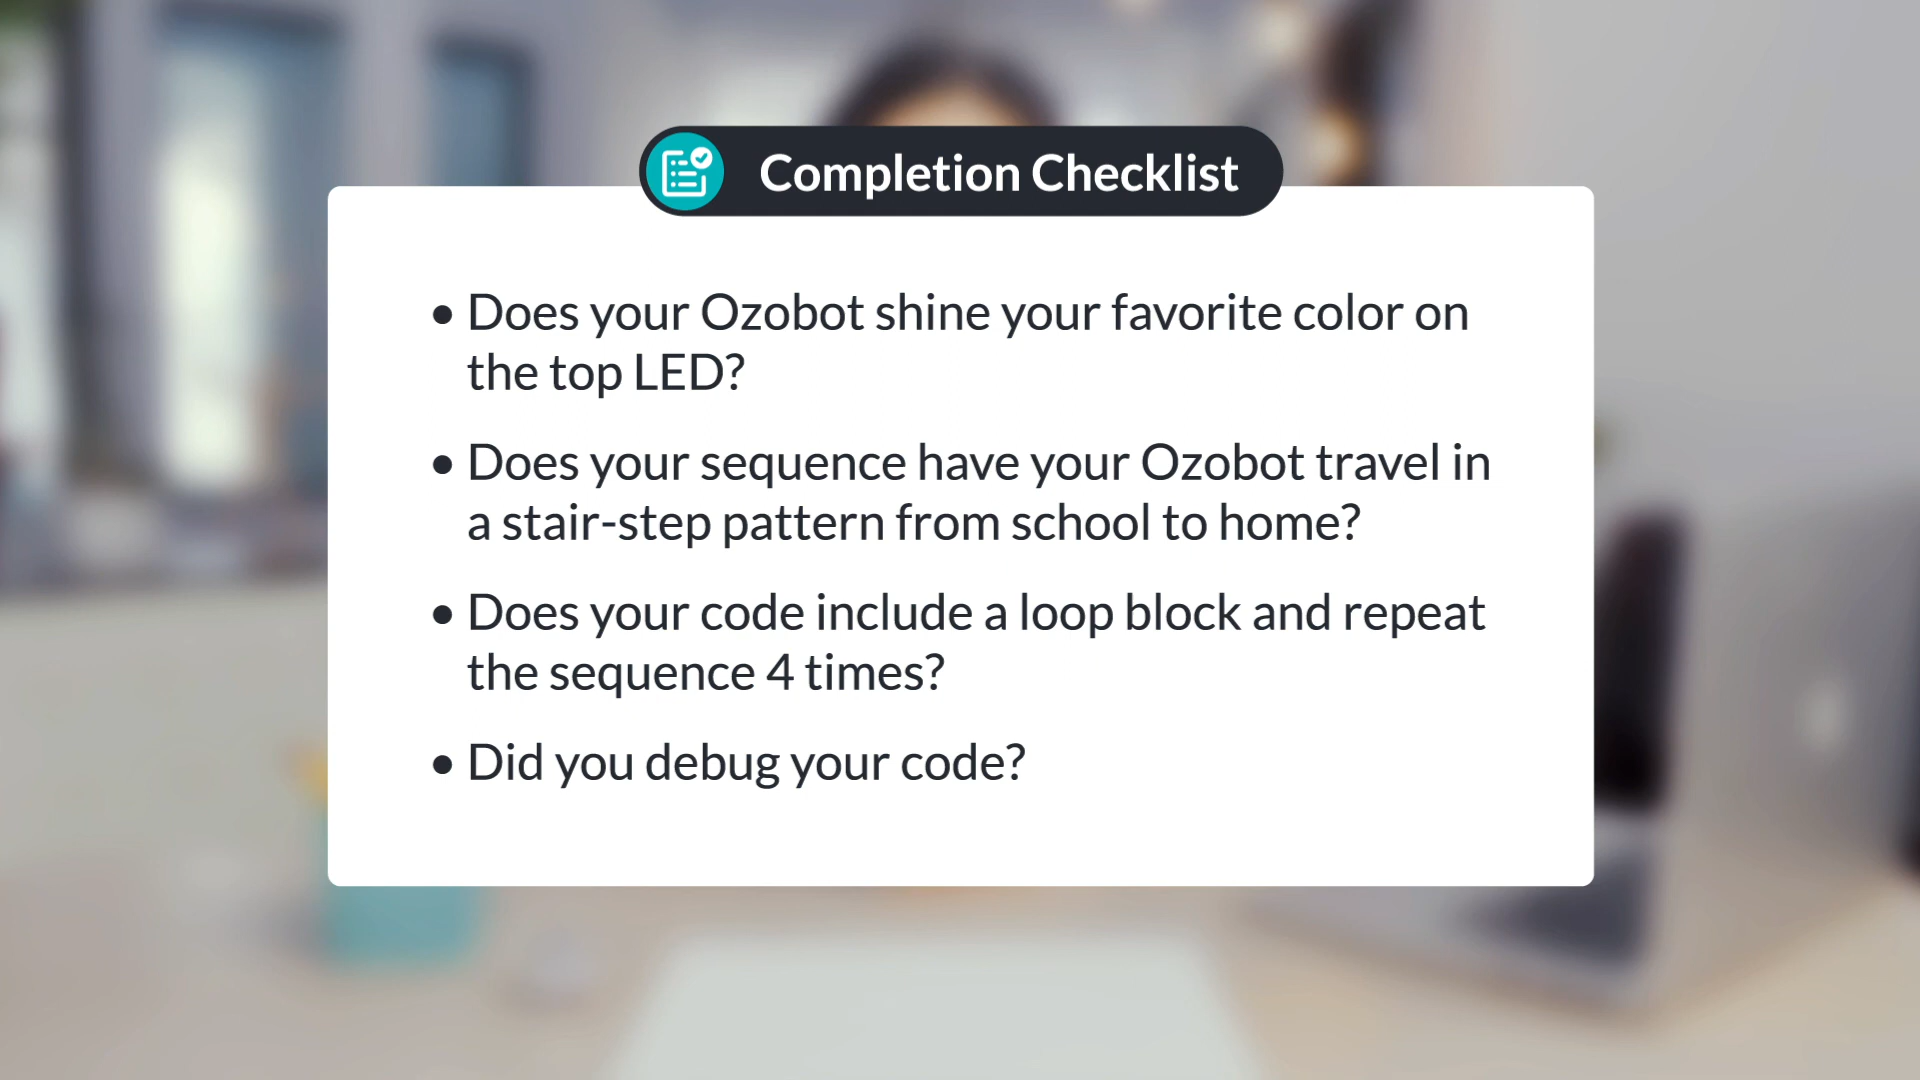 Completion Checklist
• Does your Ozobot shine your favorite color on
the top LED?
• Does your sequence have your Ozobot travel in
a stair-step pattern from school to home?
• Does your code include a loop block and repeat
the sequence 4 times?
• Did you debug your code?